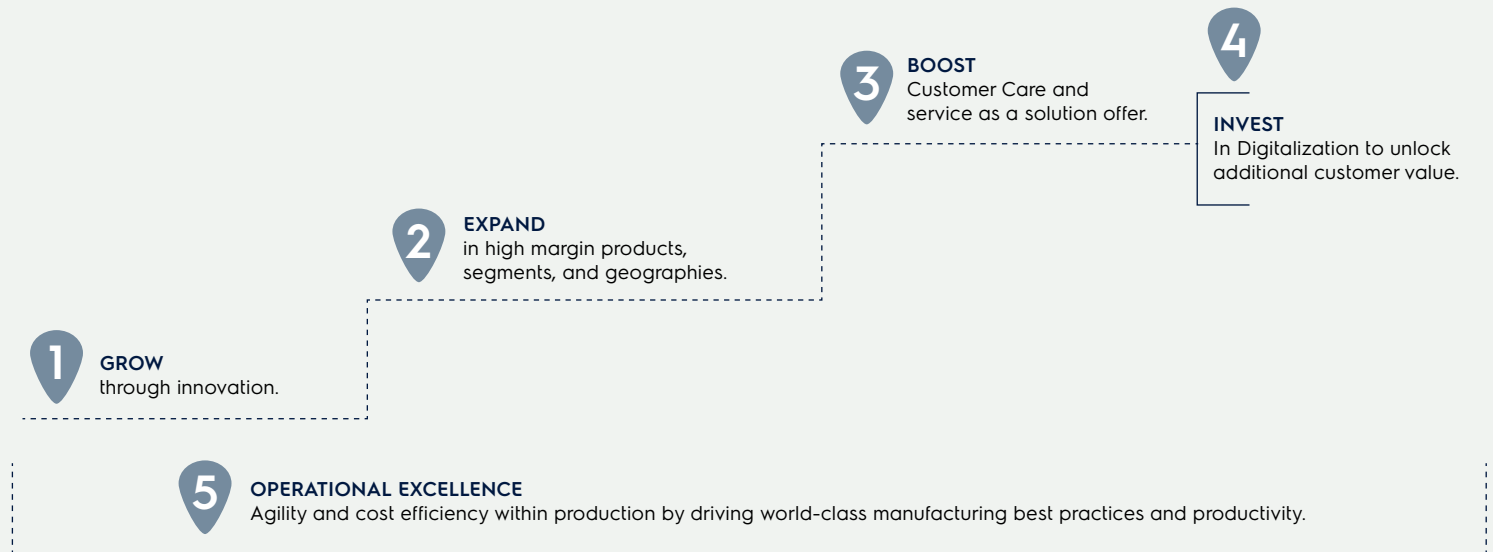 1
GROW
through innovation.
2
EXPAND
in high margin products,
segments, and geographies.
3
BOOST
Customer Care and
service as a solution offer.
4
INVEST
In Digitalization to unlock
additional customer value.
5
OPERATIONAL EXCELLENCE
Agility and cost efficiency within production by driving world-class manufacturing best practices and productivity.